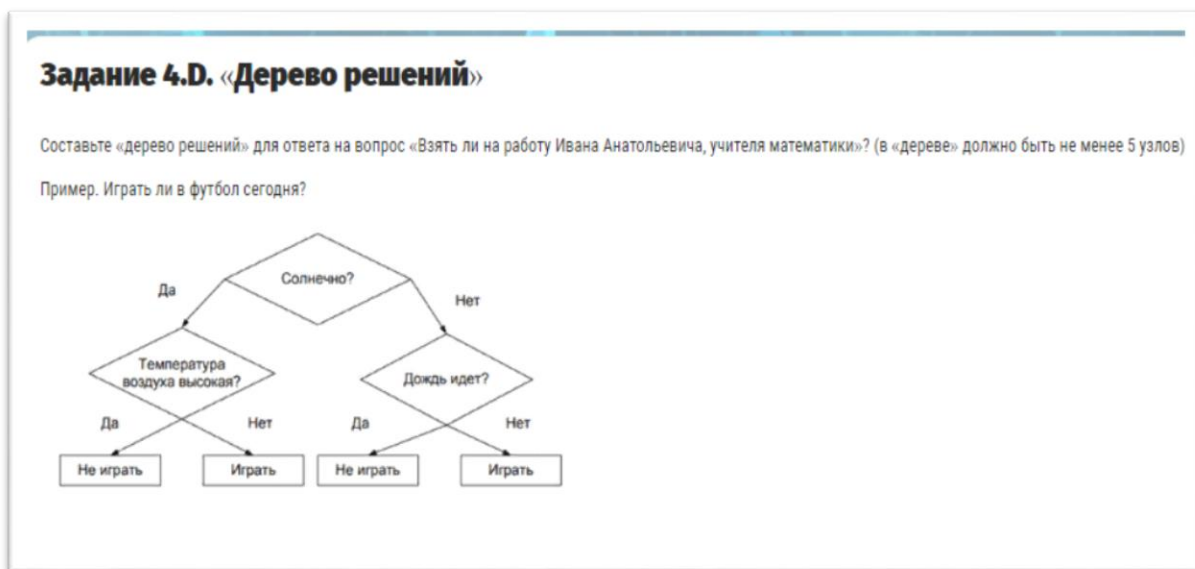 Задание 4.D. «Дерево решений»
Составьте «дерево решений» для ответа на вопрос «Взять ли на работу Ивана Анатольевича, учителя математики»? (в «дереве» должно быть не менее 5 узлов)
Пример. Играть ли в футбол сегодня?
Солнечно?
Да
Нет
Температура
воздуха высокая?
Дождь идет?
Да
Нет
Да
Нет
Не играть
Играть
Не играть
Играть